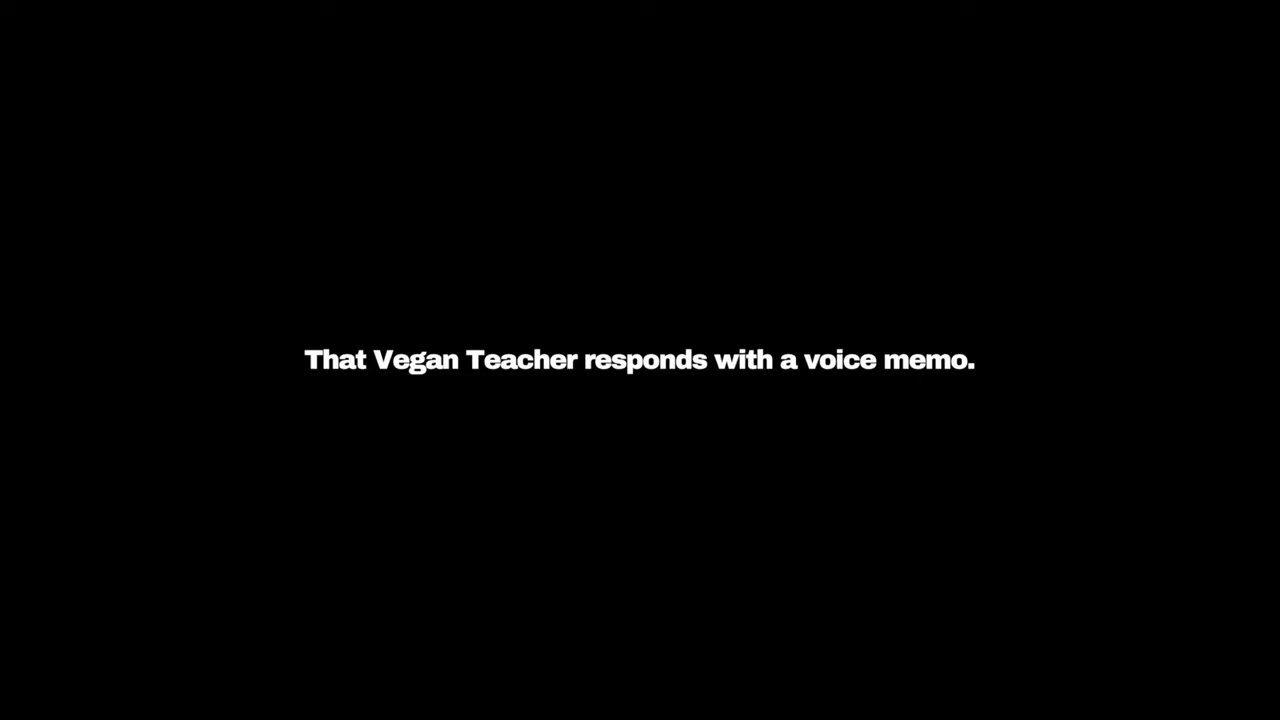 That Vegan Teacher responds with a voice memo.